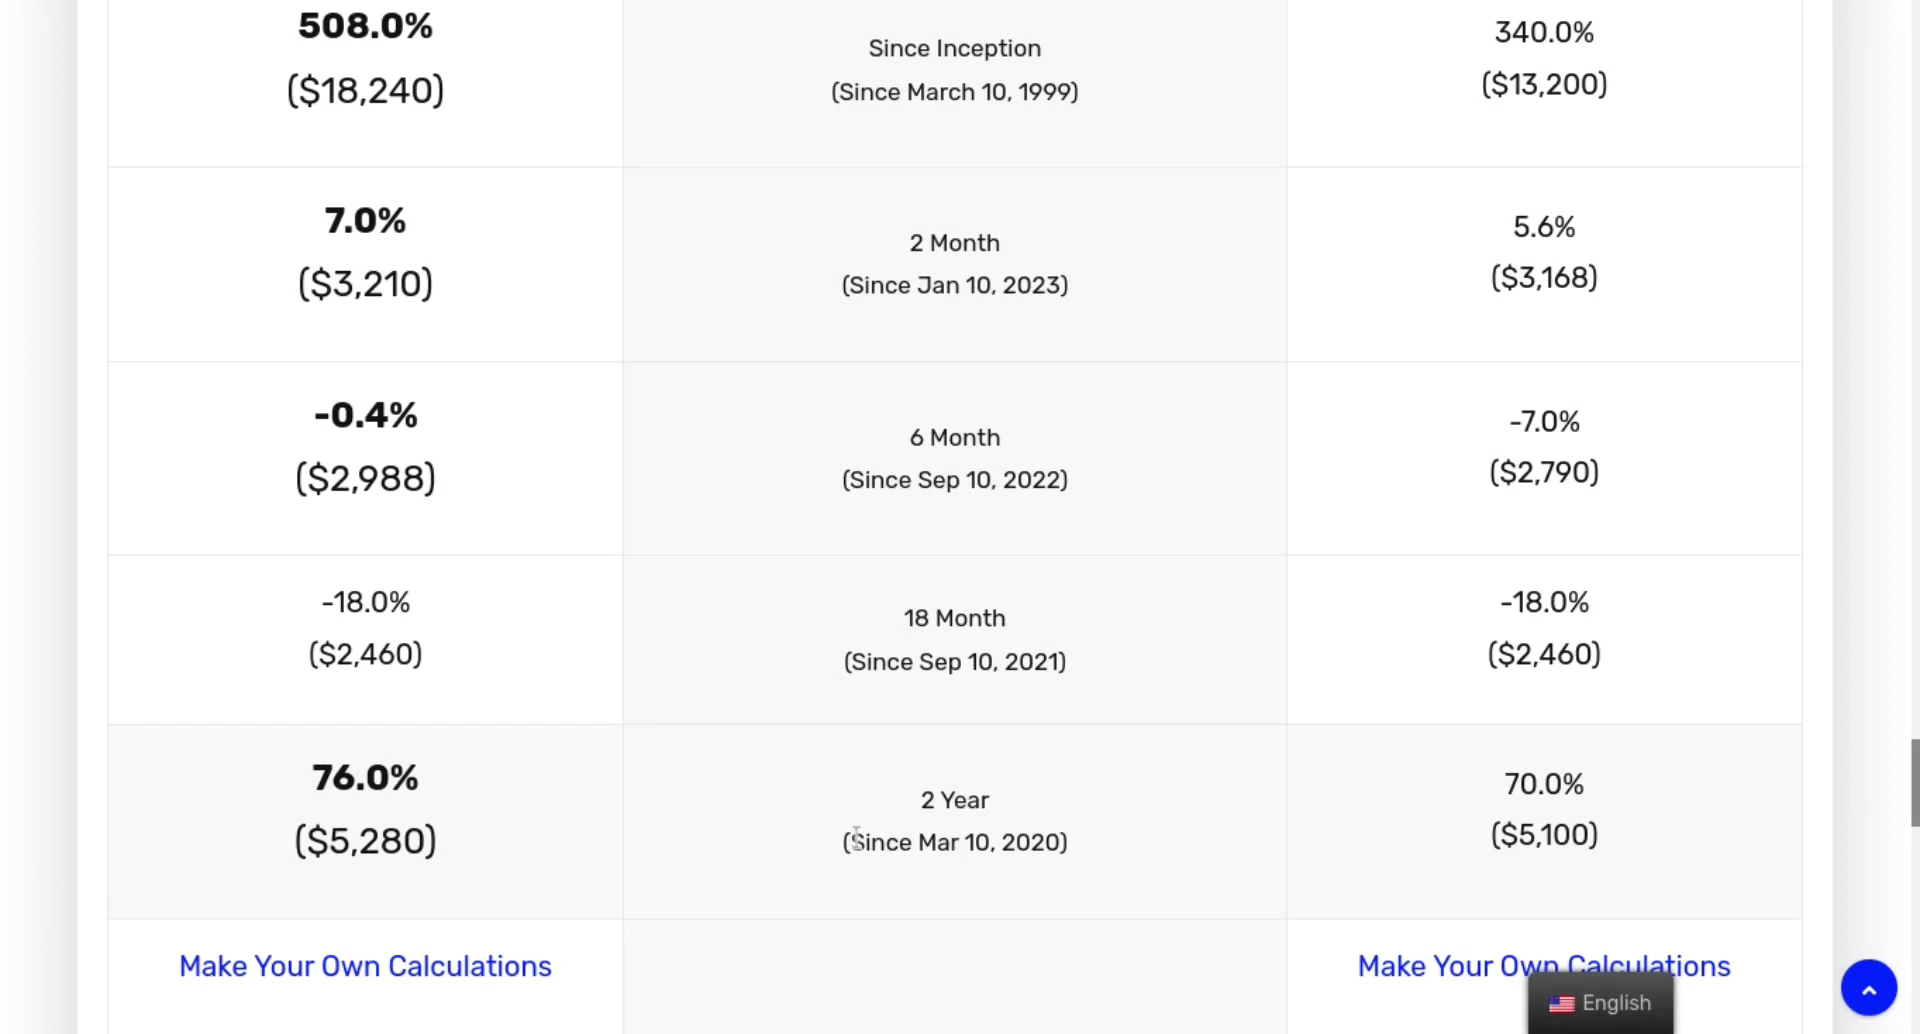 508.0%
($18,240)
Since Inception
(Since March 10, 1999)
340.0%
($13,200)
7.0%
($3,210)
2 Month
(Since Jan 10, 2023)
5.6%
($3,168)
-0.4%
($2,988)
6 Month
(Since Sep 10, 2022)
-7.0%
($2,790)
-18.0%
($2,460)
18 Month
(Since Sep 10, 2021)
-18.0%
($2,460)
76.0%
($5,280)
2 Year
(Since Mar 10, 2020)
70.0%
($5,100)
Make Your Own Calculations
Make Your Own Calculations
English